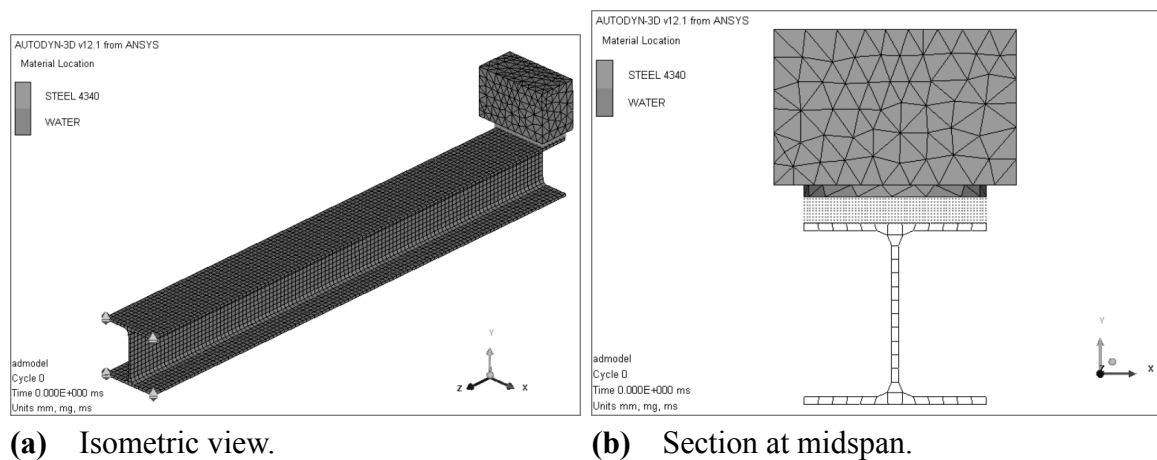 AUTODYN-3D v12.1 from ANSYS
Material Location
STEEL 4340
WATER
Y
Z
X
admodel
Cycle 0
Time 0.000E+000 ms
Units mm, mg, ms
(a) Isometric view.
AUTODYN-3D v12.1 from ANSYS
Material Location
STEEL 4340
WATER
Y
Z
X
admodel
Cycle 0
Time 0.000E+000 ms
Units mm, mg, ms
(b) Section at midspan.